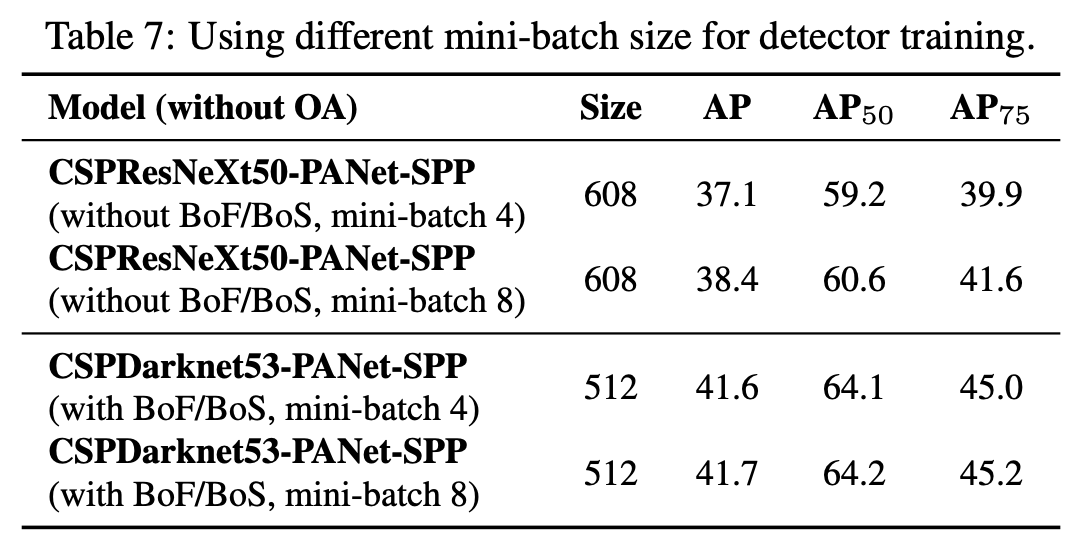 Table 7: Using different mini-batch size for detector training.
Model (without OA) Size AP AP50 AP75
CSPResNeXt50-PANet-SPP
(without BoF/BoS, mini-batch 4) 608 37.1 59.2 39.9
CSPResNeXt50-PANet-SPP
(without BoF/BoS, mini-batch 8) 608 38.4 60.6 41.6
CSPDarknet53-PANet-SPP
(with BoF/BoS, mini-batch 4) 512 41.6 64.1 45.0
CSPDarknet53-PANet-SPP
(with BoF/BoS, mini-batch 8) 512 41.7 64.2 45.2